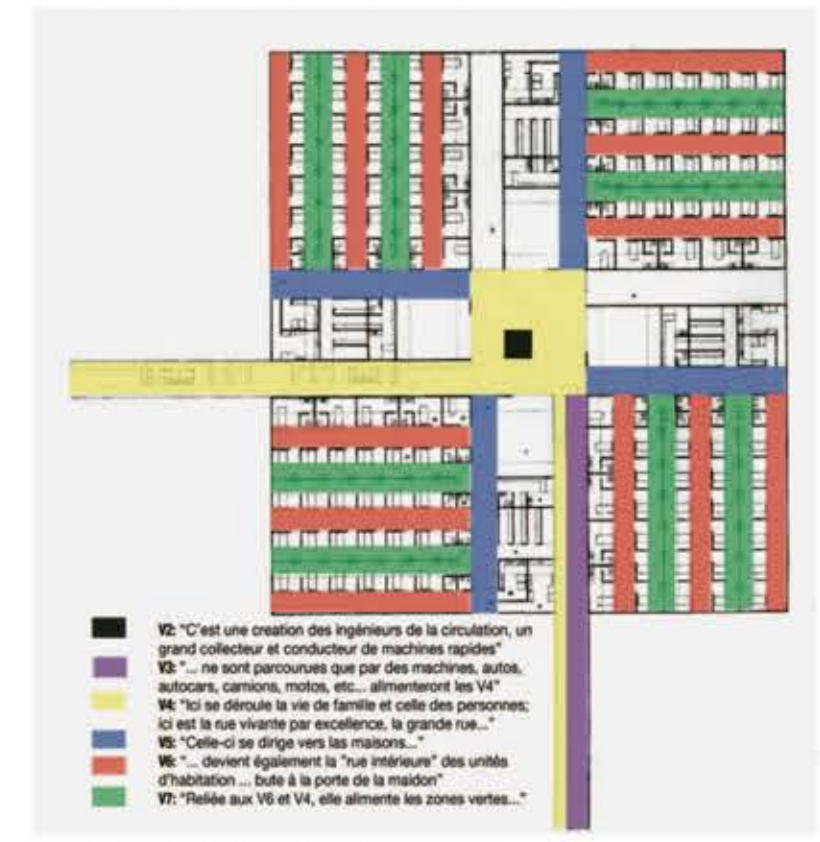 V2: "C'est une creation des ingénieurs de la circulation, un
grand collecteur et conducteur de machines rapides"
V3: "... ne sont parcourues que par des machines, autos,
autocars, camions, motos, etc... alimenteront les V4"
V4: "Ici se déroule la vie de famille et celle des personnes;
ici est la rue vivante par excellence, la grande rue..."
V5: "Celle-ci se dirige vers las maisons..."
V6: "... devient également la "rue intérieure" des unités
d'habitation ... bute à la porte de la maidon"
V7: "Reliée aux V6 et V4, elle alimente les zones vertes..."